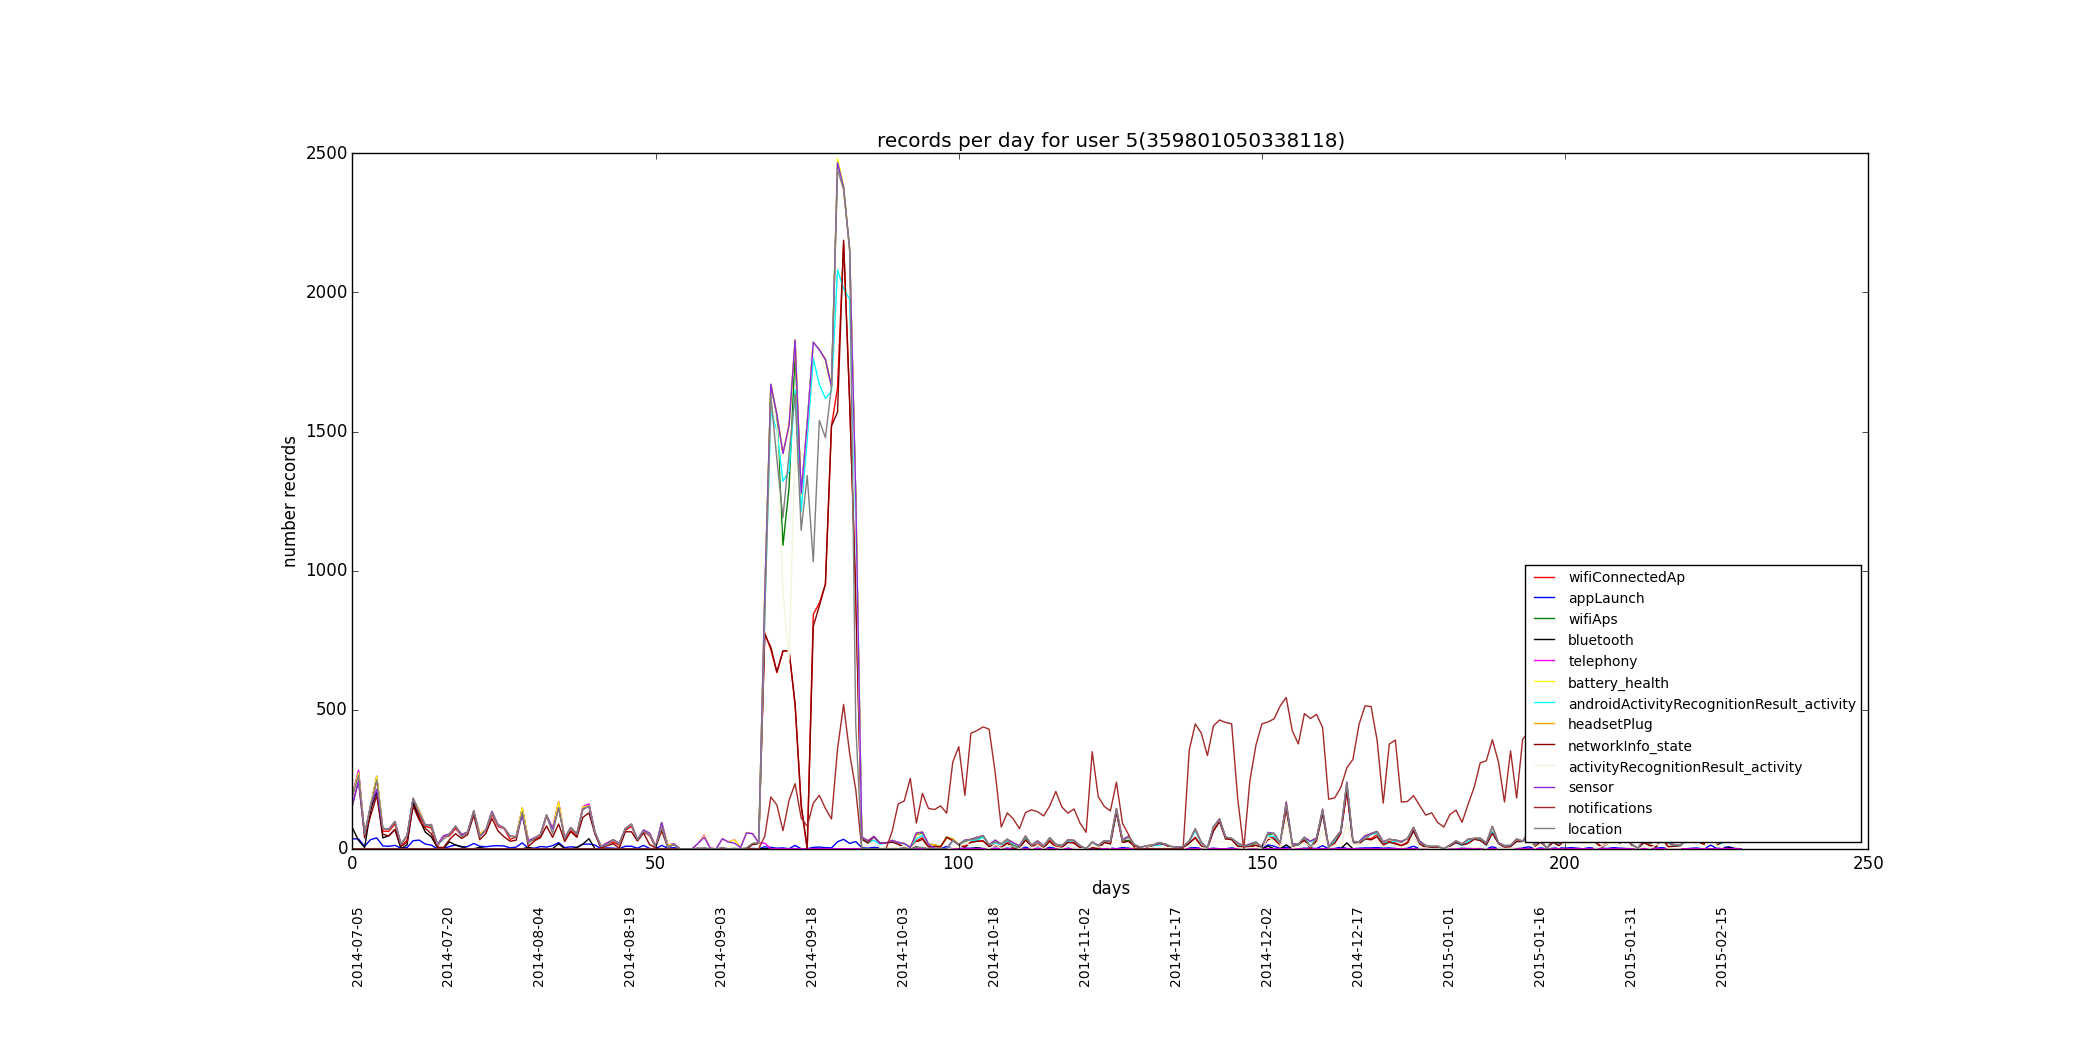 records per day for user 5(359801050338118)
2500
2000
1500
1000
500
0
number records
wifiConnectedAp
appLaunch
wifiAps
bluetooth
telephony
battery_health
androidActivityRecognitionResult_activity
headsetPlug
networkInfo_state
activityRecognitionResult_activity
sensor
notifications
location
0 50 100 150 200 250
days
2014-07-05
2014-07-20
2014-08-04
2014-08-19
2014-09-03
2014-09-18
2014-10-03
2014-10-18
2014-11-02
2014-11-17
2014-12-02
2014-12-17
2015-01-01
2015-01-16
2015-01-31
2015-02-15